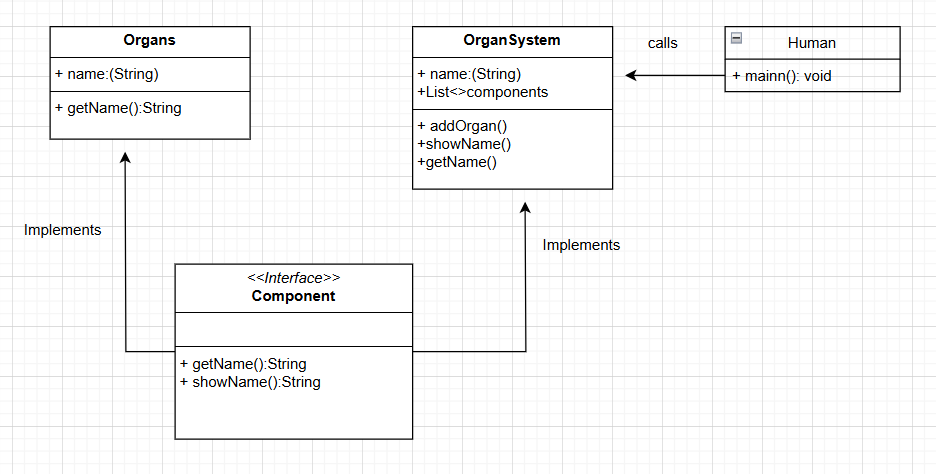 Organs
+ name:(String)
+ getName():String
OrganSystem
+ name:(String)
+List<>components
+ addOrgan()
+showName()
+getName()
calls
Human
+ mainn(): void
Implements
Implements
<<Interface>>
Component
+ getName():String
+ showName():String